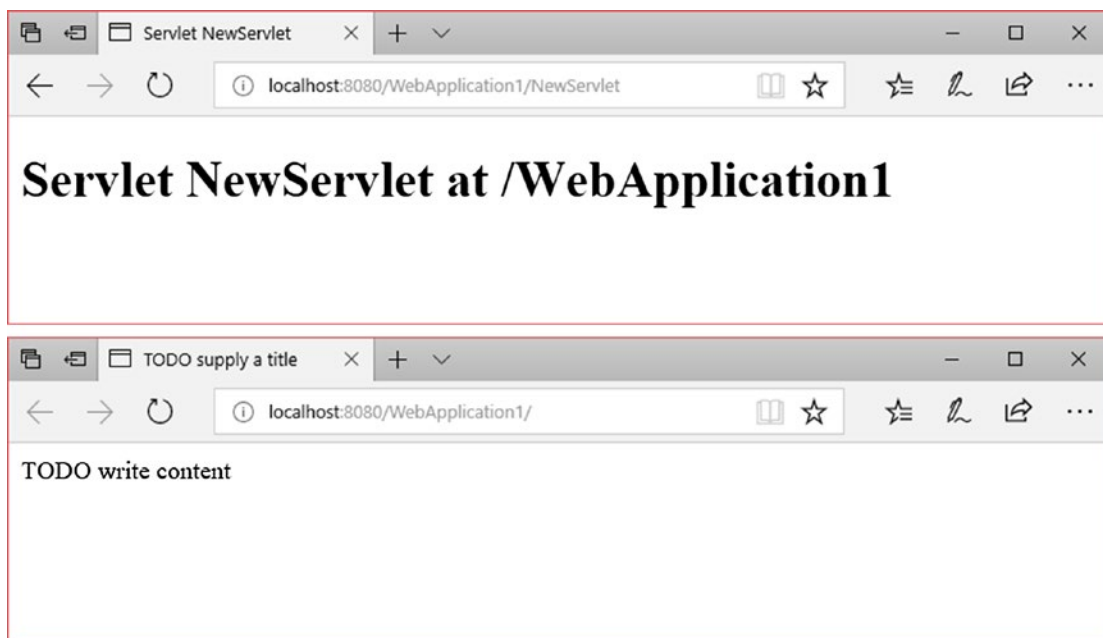 Servlet NewServlet
localhost:8080/WebApplication1/NewServlet
Servlet NewServlet at /WebApplication1
TODO supply a title
localhost:8080/WebApplication1/
TODO write content